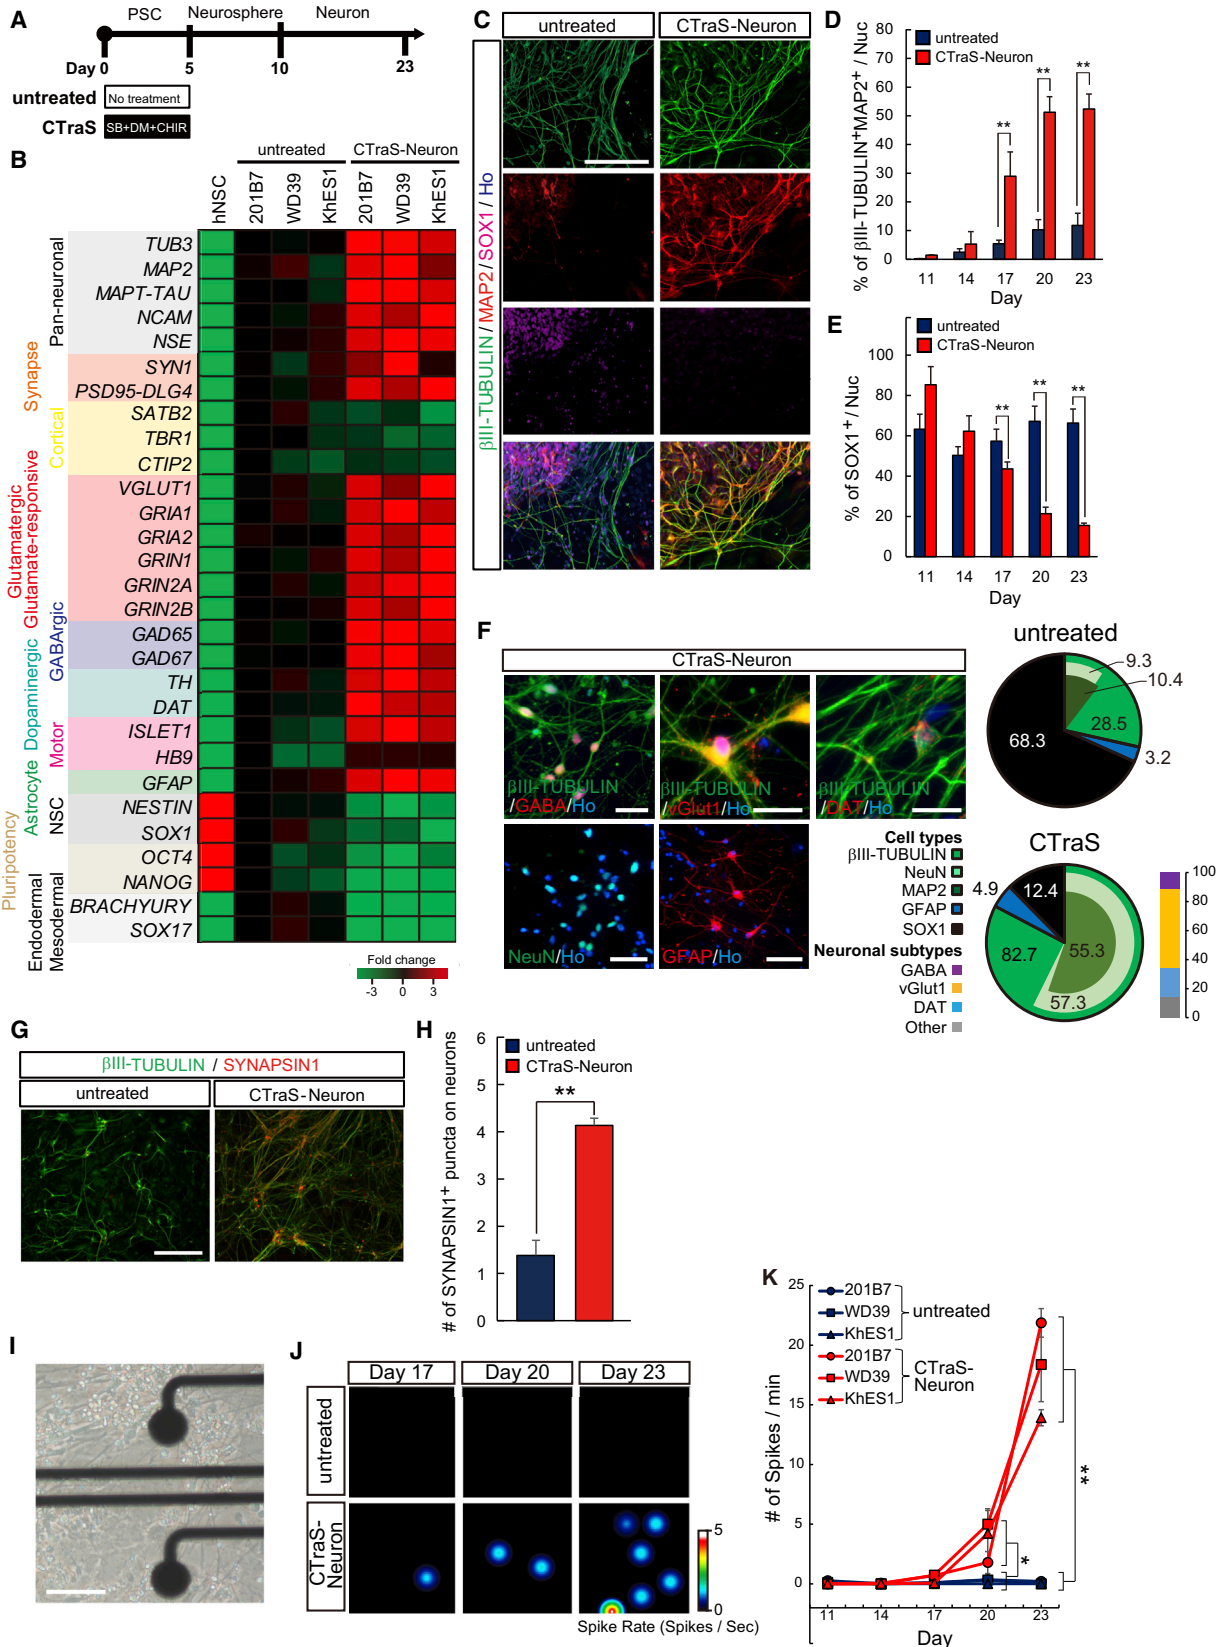 A
PSC Neurosphere Neuron
Day 0 5 10 23
untreated No treatment
CTraS SB+DM+CHIR
B
untreated CTraS-Neuron
hNSC 201B7 WD39 KhES1 201B7 WD39 KhES1
Pan-neuronal
TUB3
MAP2
MAPT-TAU
NCAM
NSE
Synapse
SYN1
PSD95-DLG4
Cortical
SATB2
TBR1
CTIP2
Glutamatergic
Glutamate-responsive
VGLUT1
GRIA1
GRIA2
GRIN1
GRIN2A
GRIN2B
GABArgic
GAD65
GAD67
Dopaminergic
TH
DAT
Motor
ISLET1
HB9
Astrocyte
GFAP
NSC
NESTIN
SOX1
Pluripotency
OCT4
NANOG
Endodermal
Mesodermal
BRACHYURY
SOX17
Fold change
-3 0 3
C
untreated CTraS-Neuron
βIII-TUBULIN / MAP2 / SOX1 / Ho
D
untreated
CTraS-Neuron
% of βIII-TUBULIN+MAP2+ / Nuc
80
70
60
50
40
30
20
10
0
** ** **
11 14 17 20 23
Day
E
untreated
CTraS-Neuron
% of SOX1+ / Nuc
100
80
60
40
20
0
** ** **
11 14 17 20 23
Day
F
CTraS-Neuron
βIII-TUBULIN
/GABA/Ho
βIII-TUBULIN
/vGlut1/Ho
βIII-TUBULIN
/DAT/Ho
NeuN/Ho
GFAP/Ho
untreated
9.3
10.4
28.5
68.3
3.2
Cell types
βIII-TUBULIN
NeuN
MAP2
GFAP
SOX1
Neuronal subtypes
GABA
vGlut1
DAT
Other
CTraS
4.9
12.4
82.7
55.3
57.3
100
80
60
40
20
0
G
βIII-TUBULIN / SYNAPSIN1
untreated CTraS-Neuron
H
untreated
CTraS-Neuron
# of SYNAPSIN1+ puncta on neurons
6
5
4
3
2
1
0
**
I
J
Day 17 Day 20 Day 23
untreated
CTraS-
Neuron
5
0
Spike Rate (Spikes / Sec)
K
201B7
WD39
KhES1
untreated
201B7
WD39
KhES1
CTraS-
Neuron
# of Spikes / min
25
20
15
10
5
0
*
**
11 14 17 20 23
Day